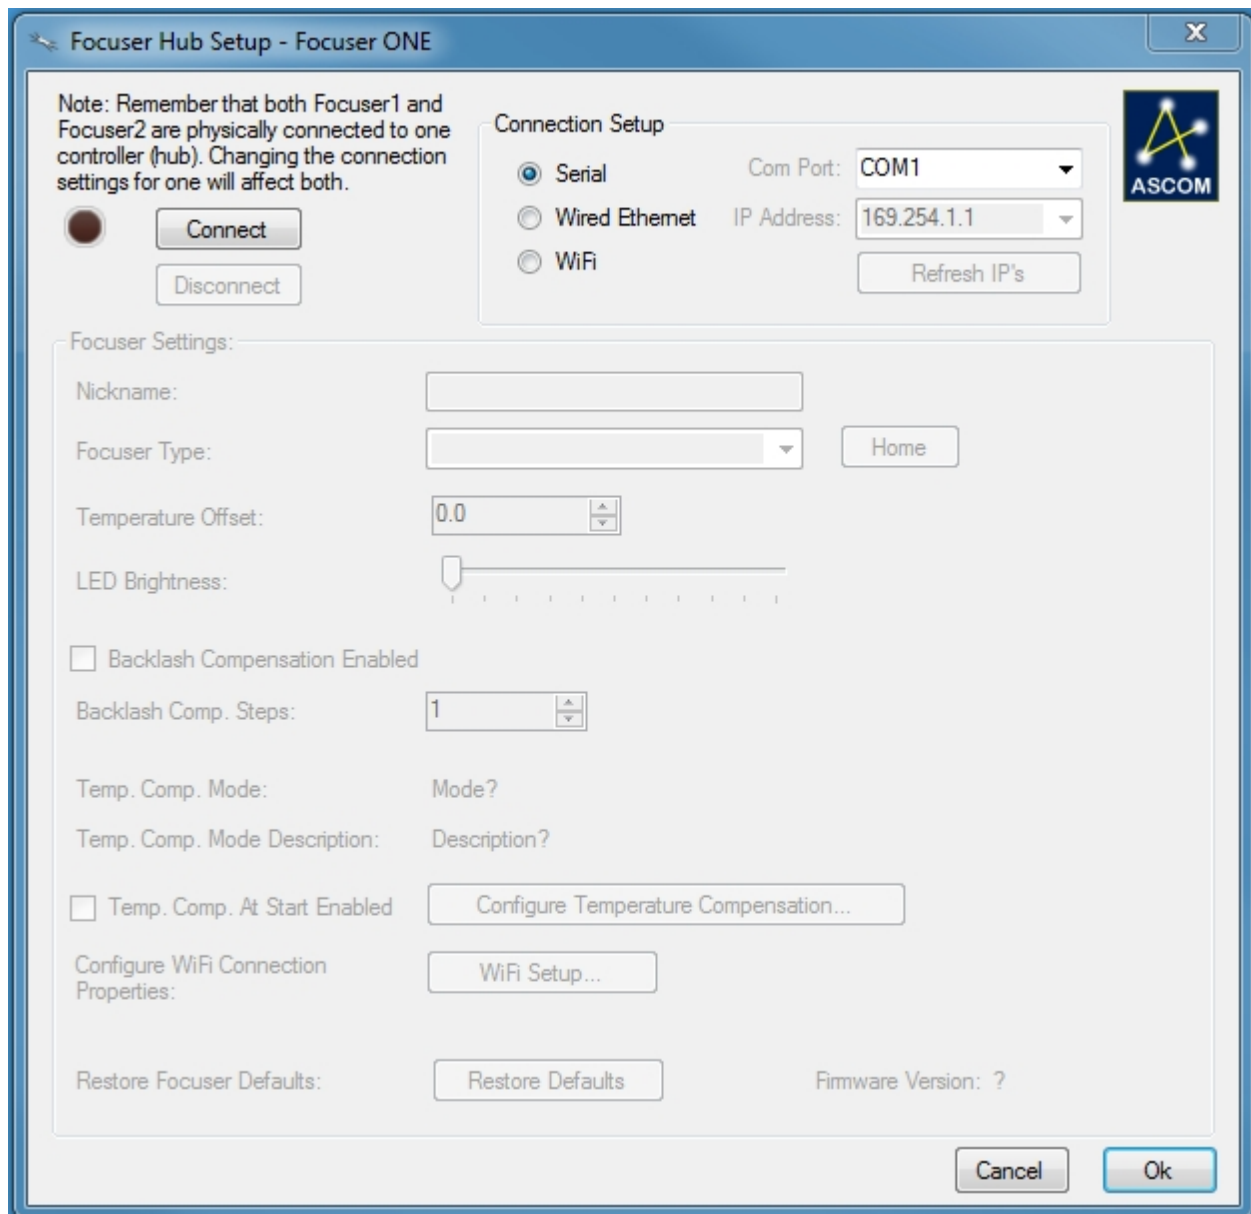 Focuser Hub Setup - Focuser ONE
Note: Remember that both Focuser1 and
Focuser2 are physically connected to one
controller (hub). Changing the connection
settings for one will affect both.
Connect
Disconnect
Connection Setup
Serial
Com Port: COM1
Wired Ethernet
IP Address: 169.254.1.1
WiFi
Refresh IP's
ASCOM
Focuser Settings:
Nickname:
Focuser Type:
Home
Temperature Offset: 0.0
LED Brightness:
Backlash Compensation Enabled
Backlash Comp. Steps: 1
Temp. Comp. Mode: Mode?
Temp. Comp. Mode Description: Description?
Temp. Comp. At Start Enabled
Configure Temperature Compensation...
Configure WiFi Connection
Properties:
WiFi Setup...
Restore Focuser Defaults:
Restore Defaults
Firmware Version: ?
Cancel
Ok